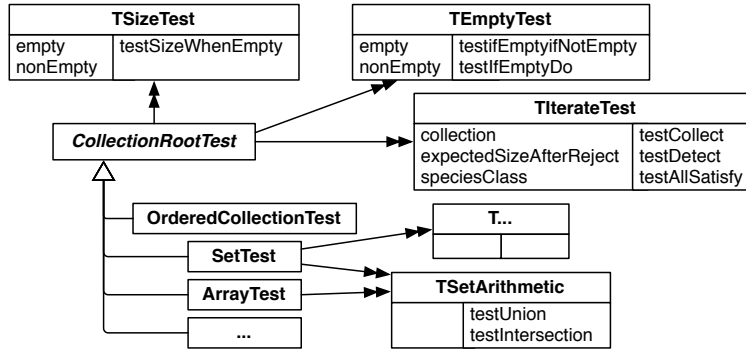 TSizeTest
empty
nonEmpty
testSizeWhenEmpty
TEmptyTest
empty
nonEmpty
testifEmptyifNotEmpty
testIfEmptyDo
CollectionRootTest
TIterateTest
collection
expectedSizeAfterReject
speciesClass
testCollect
testDetect
testAllSatisfy
OrderedCollectionTest
SetTest
ArrayTest
...
T...
TSetArithmetic
testUnion
testIntersection